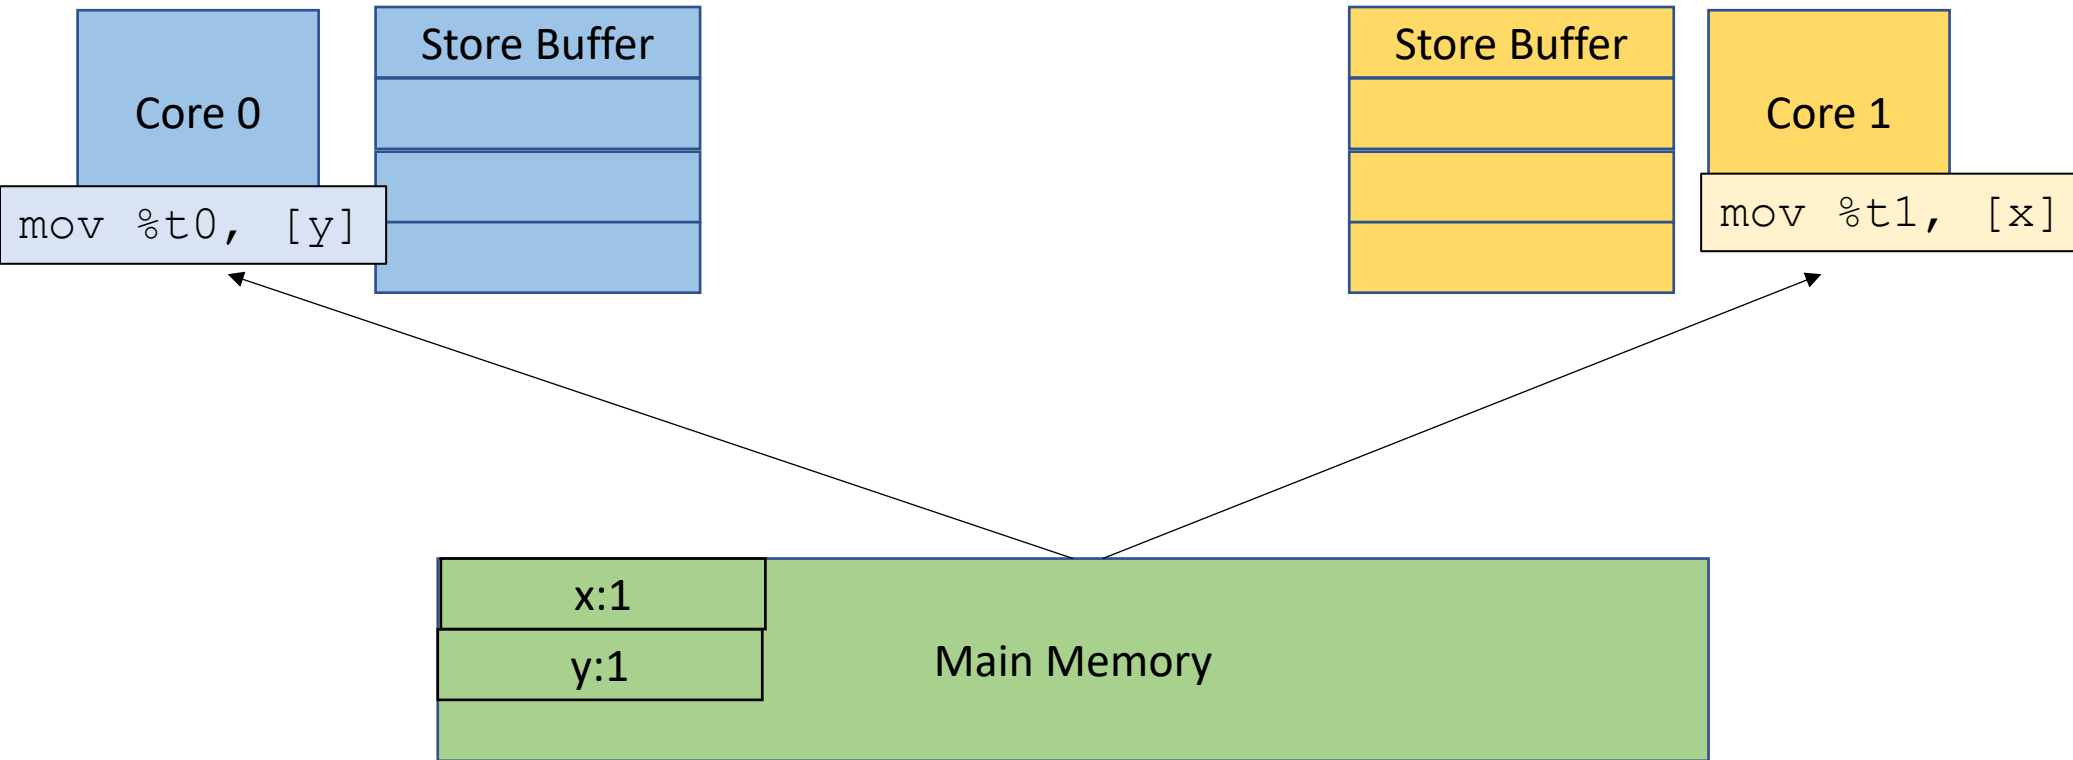 Store Buffer
Store Buffer
Core 0
Core 1
mov %t0, [y]
mov %t1, [x]
x:1
y:1
Main Memory